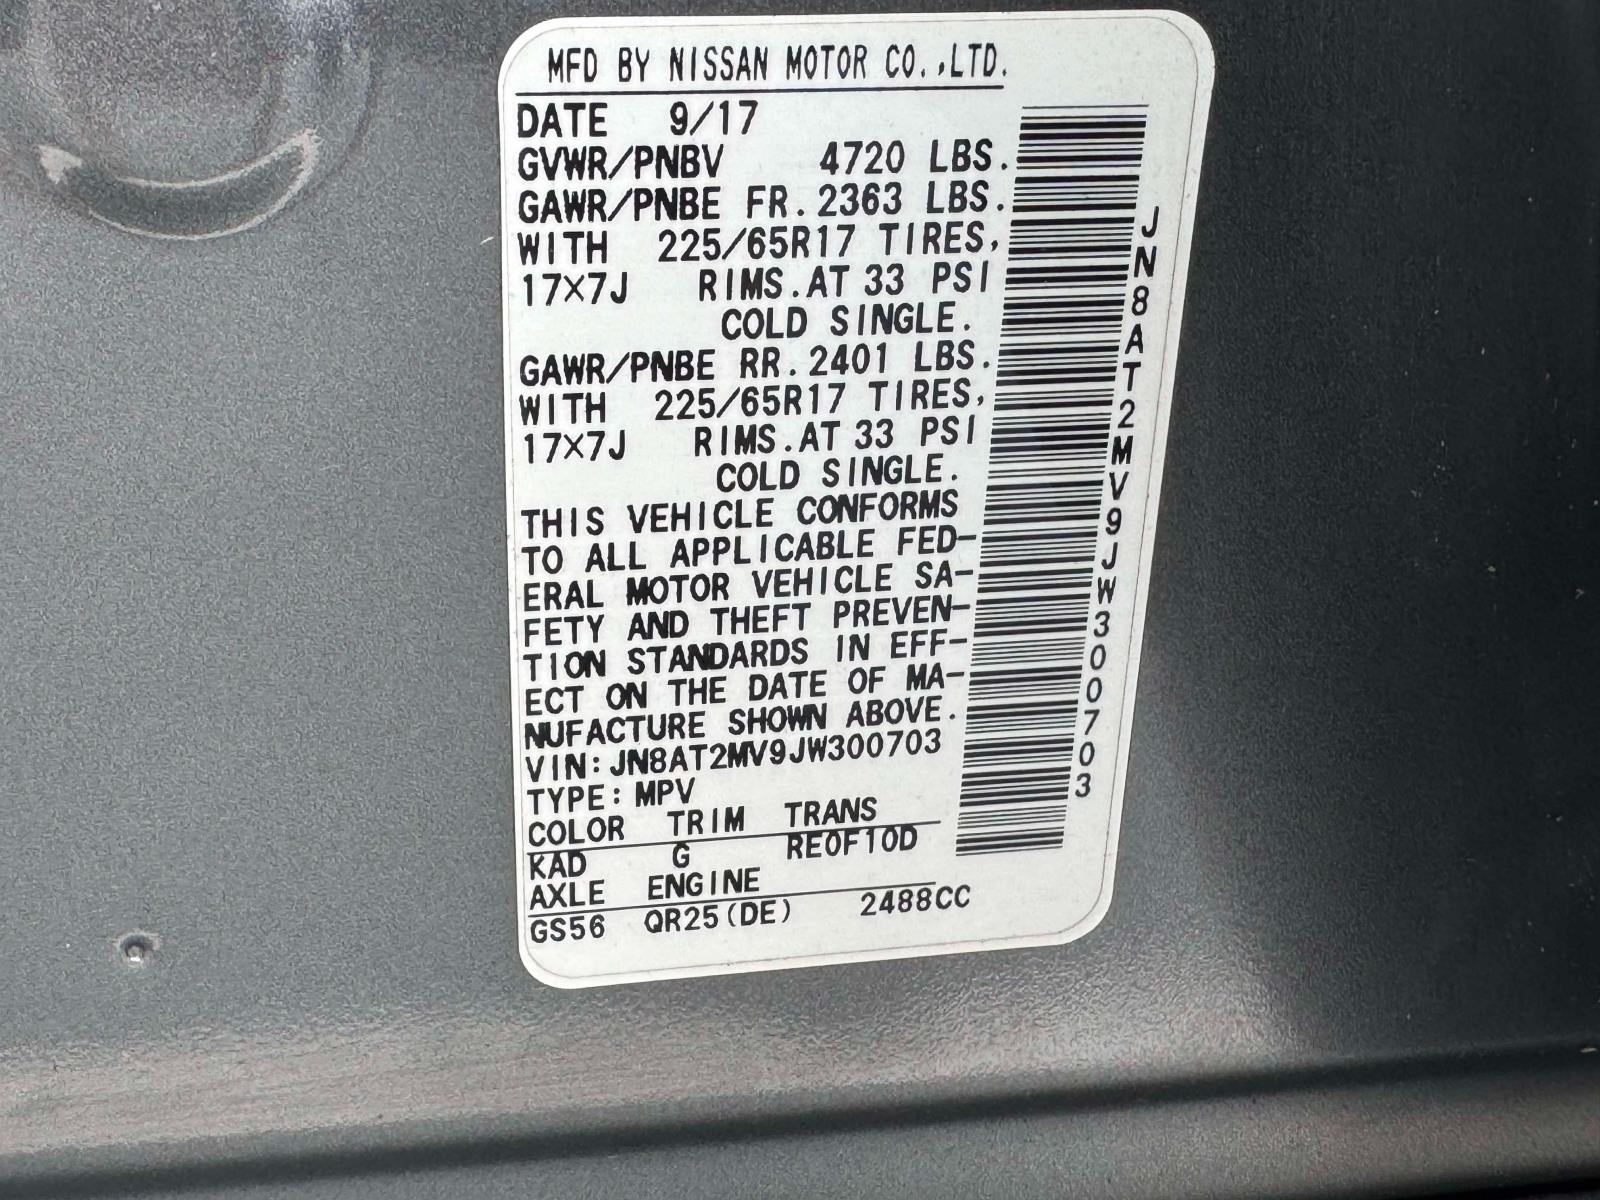 MFD BY NISSAN MOTOR CO.,LTD.
DATE 9/17
GVWR/PNBV 4720 LBS.
GAWR/PNBE FR. 2363 LBS.
WITH 225/65R17 TIRES,
17×7J RIMS. AT 33 PSI
COLD SINGLE.
GAWR/PNBE RR. 2401 LBS.
WITH 225/65R17 TIRES,
17×7J RIMS. AT 33 PSI
COLD SINGLE.
THIS VEHICLE CONFORMS
TO ALL APPLICABLE FED-
ERAL MOTOR VEHICLE SA-
FETY AND THEFT PREVEN-
TION STANDARDS IN EFF-
ECT ON THE DATE OF MA-
NUFACTURE SHOWN ABOVE.
VIN: JN8AT2MV9JW300703
TYPE: MPV
COLOR TRIM TRANS
KAD G RE0F10D
AXLE ENGINE
GS56 QR25(DE) 2488CC
JN8AT2MV9JW300703